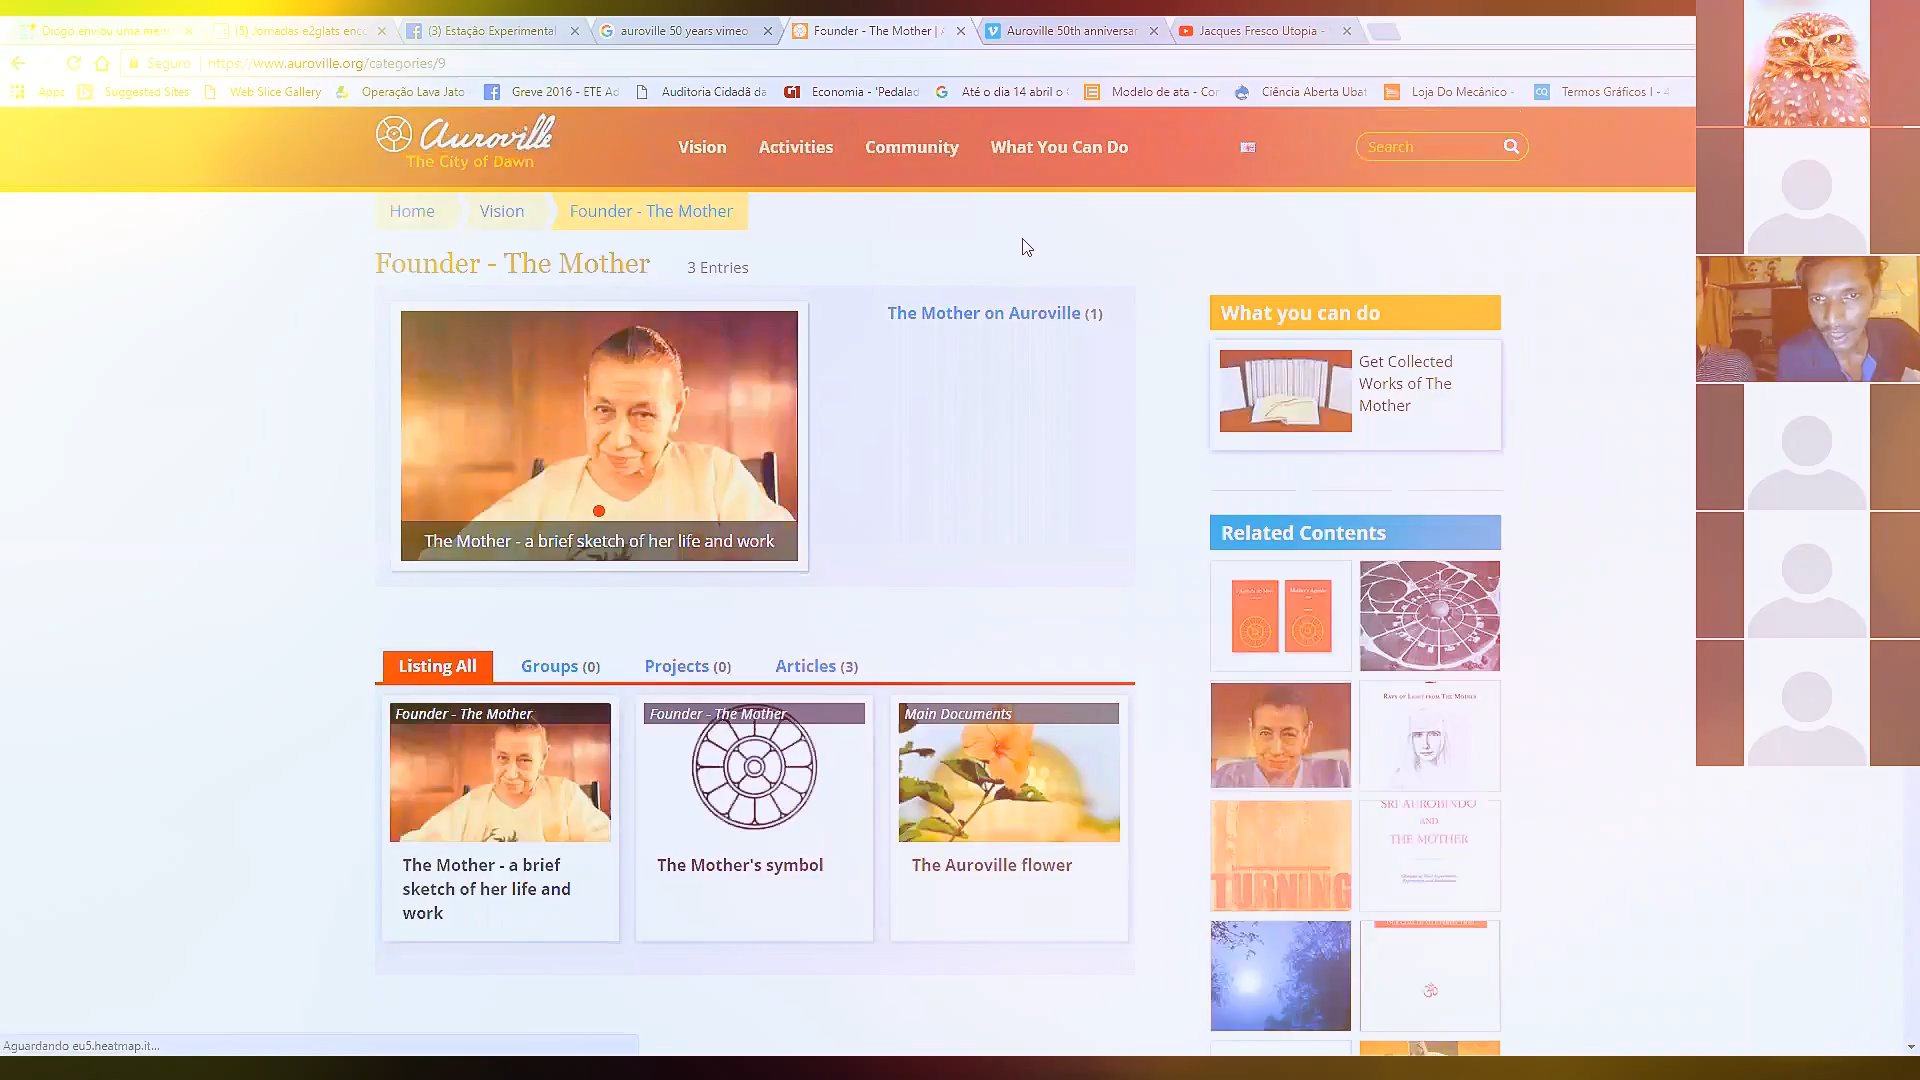 Diogo enviou uma men
(5) Jornadas e2glats enc
(3) Estação Experimental
auroville 50 years vimeo
Founder - The Mother |
Auroville 50th anniversar
Jacques Fresco Utopia -
Seguro https://www.auroville.org/categories/9
Apps
Suggested Sites
Web Slice Gallery
Operação Lava Jato
Greve 2016 - ETE Ad
Auditoria Cidadã da
Economia - 'Pedalad
Até o dia 14 abril o
Modelo de ata - Cor
Ciência Aberta Ubat
Loja Do Mecânico -
Termos Gráficos I - 4
Auroville
The City of Dawn
Vision
Activities
Community
What You Can Do
Search
Home
Vision
Founder - The Mother
Founder - The Mother 3 Entries
The Mother on Auroville (1)
The Mother - a brief sketch of her life and work
What you can do
Get Collected
Works of The
Mother
Related Contents
Listing All
Groups (0)
Projects (0)
Articles (3)
Founder - The Mother
The Mother - a brief
sketch of her life and
work
Founder - The Mother
The Mother's symbol
Main Documents
The Auroville flower
RAYS OF LIGHT FROM THE MOTHER
TURNING
SRI AUROBINDO
AND
THE MOTHER
ॐ
Aguardando eu5.heatmap.it...